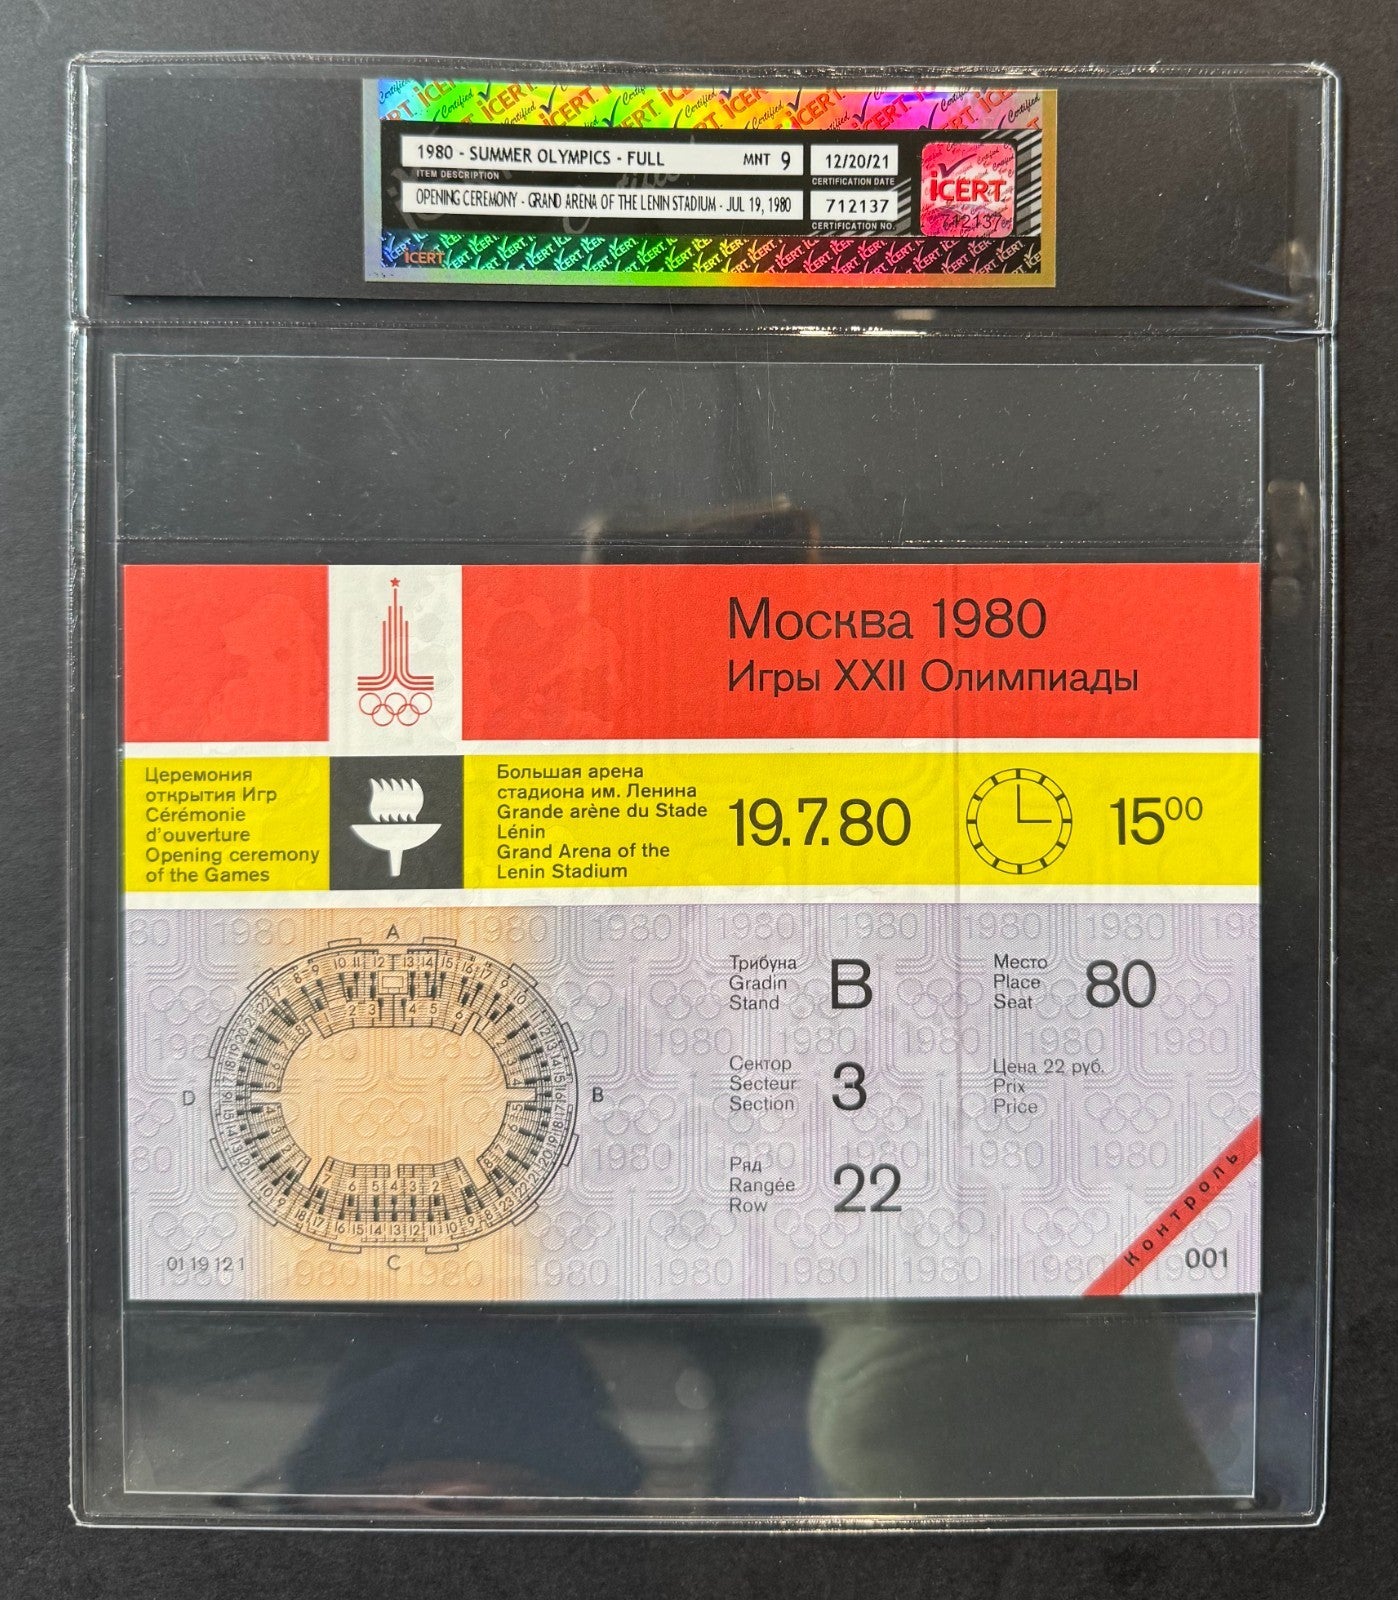 1980 - SUMMER OLYMPICS - FULL MNT 9
12/20/21
ITEM DESCRIPTION
CERTIFICATION DATE
OPENING CEREMONY - GRAND ARENA OF THE LENIN STADIUM - JUL 19, 1980
712137
CERTIFICATION NO.
iCERT
712137
iCERT
Москва 1980
Игры XXII Олимпиады
Церемония
открытия Игр
Cérémonie
d'ouverture
Opening ceremony
of the Games
Большая арена
стадиона им. Ленина
Grande arène du Stade
Lénin
Grand Arena of the
Lenin Stadium
19.7.80
15⁰⁰
A
B
C
D
Трибуна
Gradin
Stand
B
Место
Place
Seat
80
Сектор
Secteur
Section
3
Цена 22 руб.
Prix
Price
Ряд
Rangée
Row
22
Контроль
001
01 19 12 1